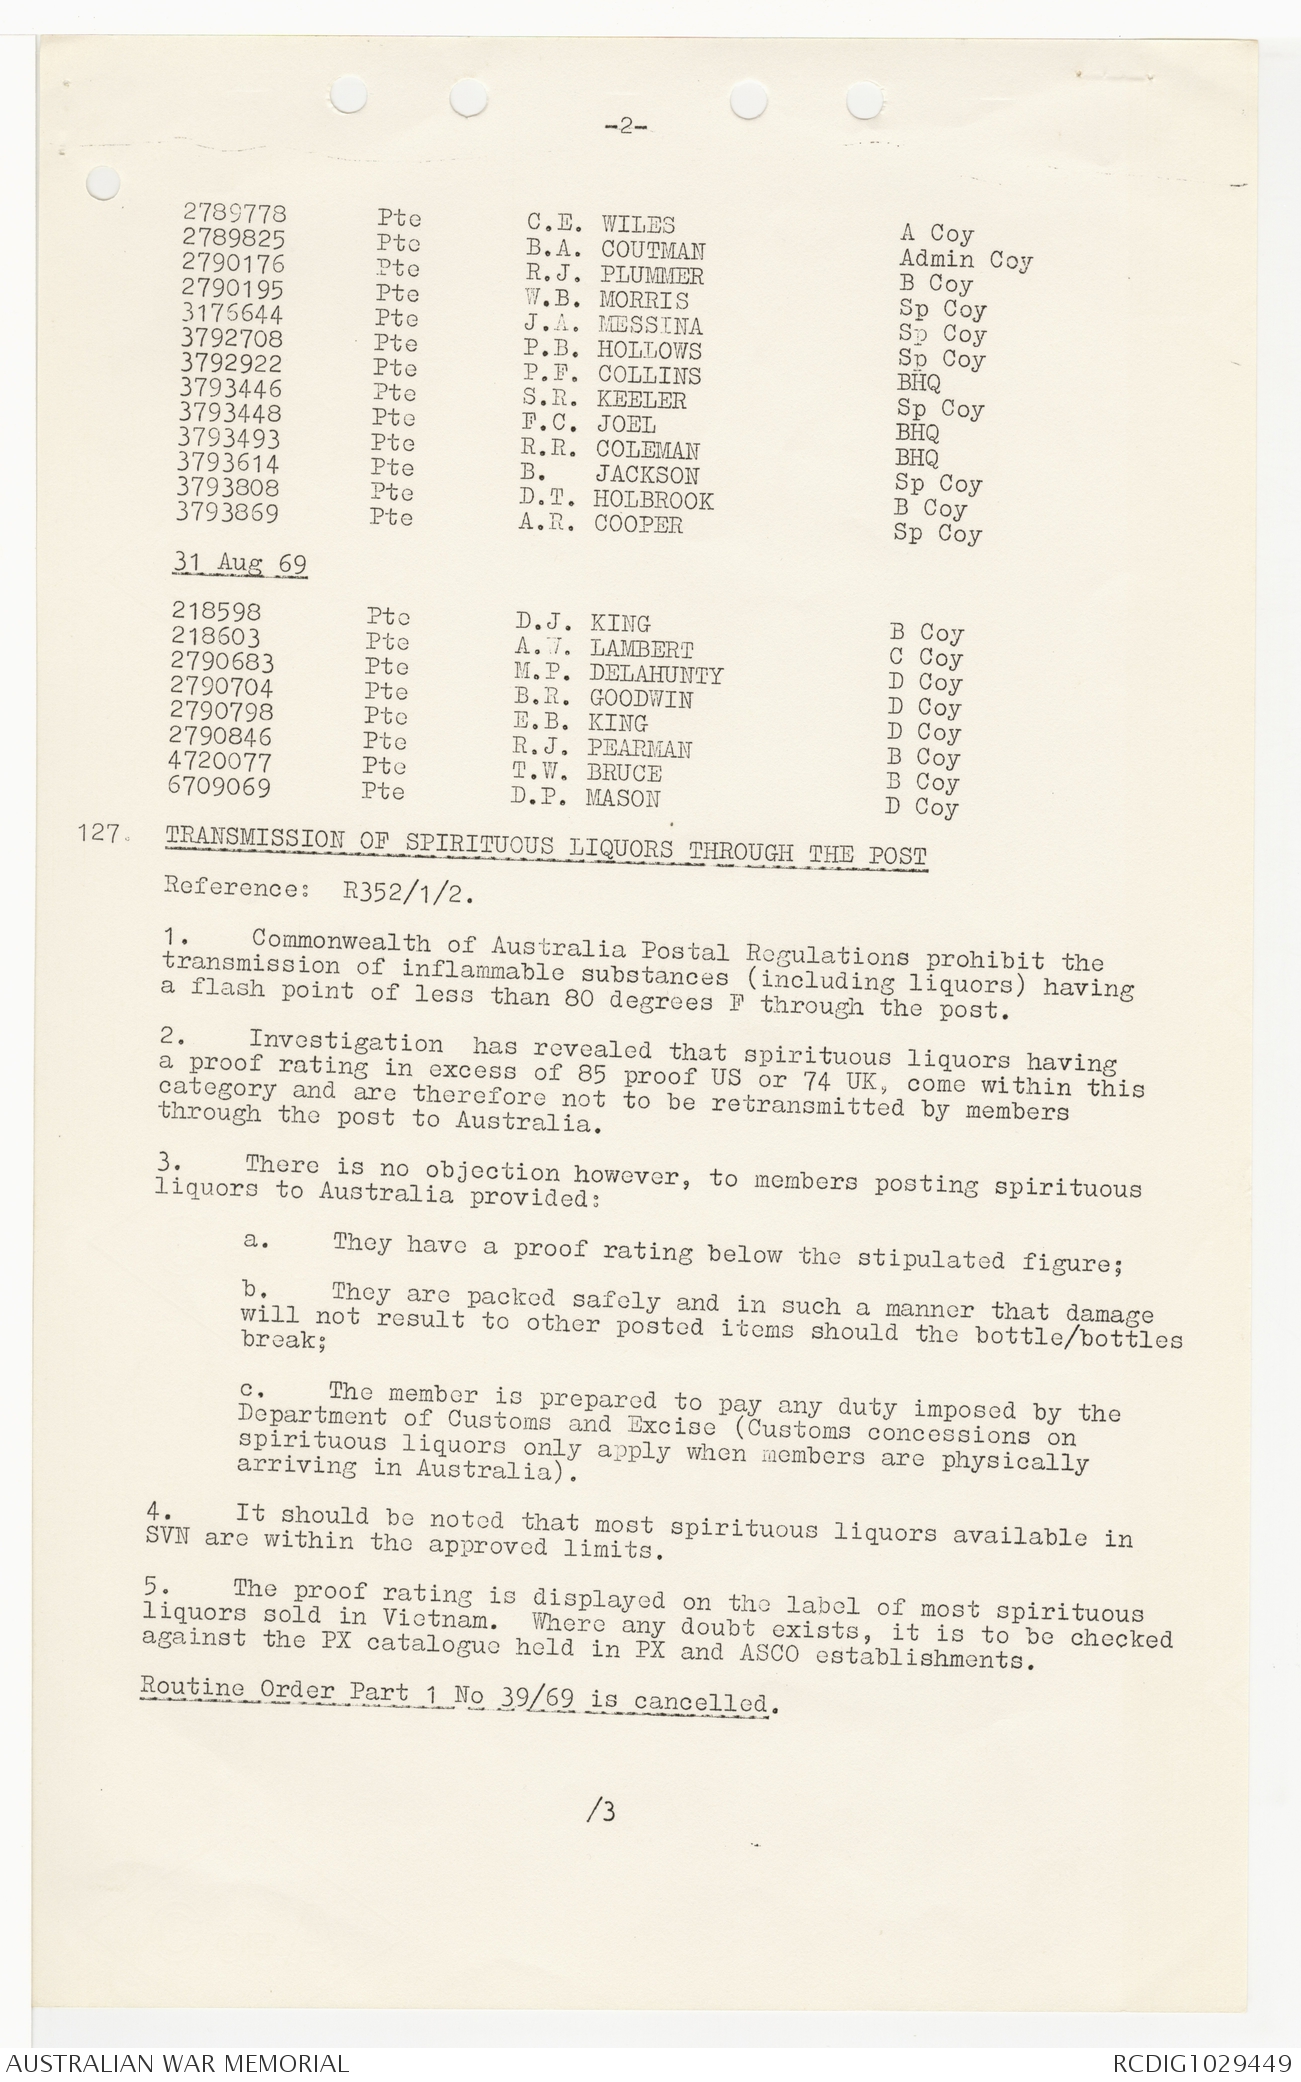 -2-
2789778 Pte C.E. WILES A Coy
2789825 Pte B.A. COUTMAN Admin Coy
2790176 Pte R.J. PLUMMER B Coy
2790195 Pte W.B. MORRIS Sp Coy
3176644 Pte J.A. MESSINA Sp Coy
3792708 Pte P.B. HOLLOWS Sp Coy
3792922 Pte P.F. COLLINS BHQ
3793446 Pte S.R. KEELER Sp Coy
3793448 Pte F.C. JOEL BHQ
3793493 Pte R.R. COLEMAN BHQ
3793614 Pte B. JACKSON Sp Coy
3793808 Pte D.T. HOLBROOK B Coy
3793869 Pte A.R. COOPER Sp Coy
31 Aug 69
218598 Pte D.J. KING B Coy
218603 Pte A.W. LAMBERT C Coy
2790683 Pte M.P. DELAHUNTY D Coy
2790704 Pte B.R. GOODWIN D Coy
2790798 Pte E.B. KING D Coy
2790846 Pte R.J. PEARMAN B Coy
4720077 Pte T.W. BRUCE B Coy
6709069 Pte D.P. MASON D Coy
127. TRANSMISSION OF SPIRITUOUS LIQUORS THROUGH THE POST
Reference: R352/1/2.
1. Commonwealth of Australia Postal Regulations prohibit the
transmission of inflammable substances (including liquors) having
a flash point of less than 80 degrees F through the post.
2. Investigation has revealed that spirituous liquors having
a proof rating in excess of 85 proof US or 74 UK, come within this
category and are therefore not to be retransmitted by members
through the post to Australia.
3. There is no objection however, to members posting spirituous
liquors to Australia provided:
a. They have a proof rating below the stipulated figure;
b. They are packed safely and in such a manner that damage
will not result to other posted items should the bottle/bottles
break;
c. The member is prepared to pay any duty imposed by the
Department of Customs and Excise (Customs concessions on
spirituous liquors only apply when members are physically
arriving in Australia).
4. It should be noted that most spirituous liquors available in
SVN are within the approved limits.
5. The proof rating is displayed on the label of most spirituous
liquors sold in Vietnam. Where any doubt exists, it is to be checked
against the PX catalogue held in PX and ASCO establishments.
Routine Order Part 1 No 39/69 is cancelled.
/3
AUSTRALIAN WAR MEMORIAL
RCDIG1029449